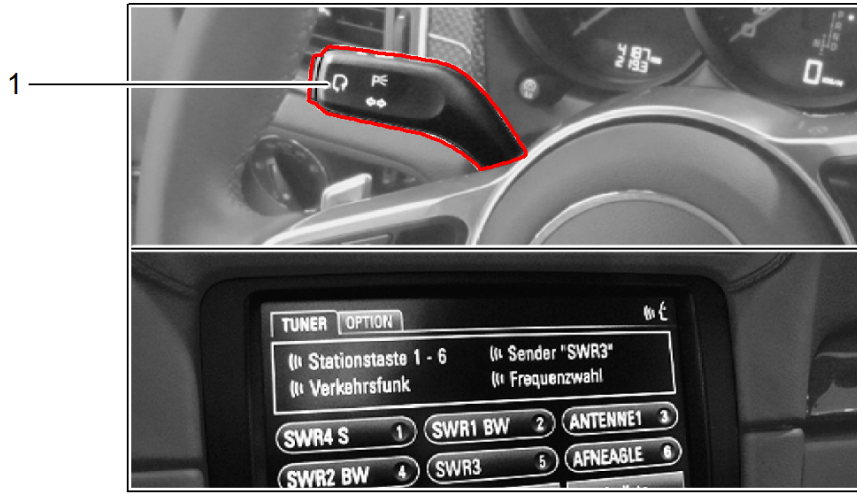 1
TUNER OPTION
Stationstaste 1 - 6 Sender "SWR3"
Verkehrsfunk Frequenzwahl
SWR4 S 1 SWR1 BW 2 ANTENNE1 3
SWR2 BW 4 SWR3 5 AFNEAGLE 6